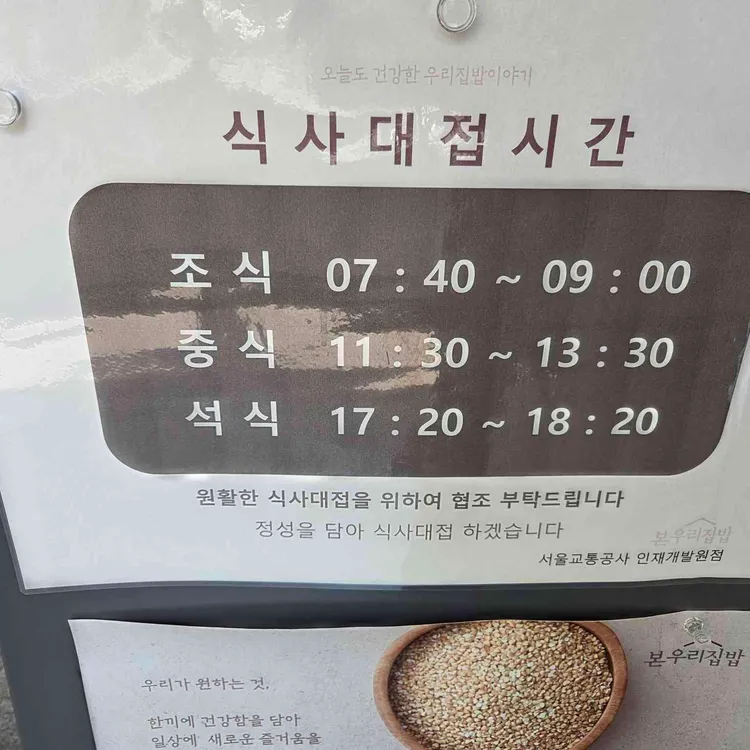 오늘도 건강한 우리집밥이야기
식사대접시간
조식 07 : 40 ~ 09 : 00
중식 11 : 30 ~ 13 : 30
석식 17 : 20 ~ 18 : 20
원활한 식사대접을 위하여 협조 부탁드립니다
정성을 담아 식사대접 하겠습니다
본우리집밥
서울교통공사 인재개발원점
본우리집밥
우리가 원하는 것,
한끼에 건강함을 담아
일상에 새로운 즐거움을